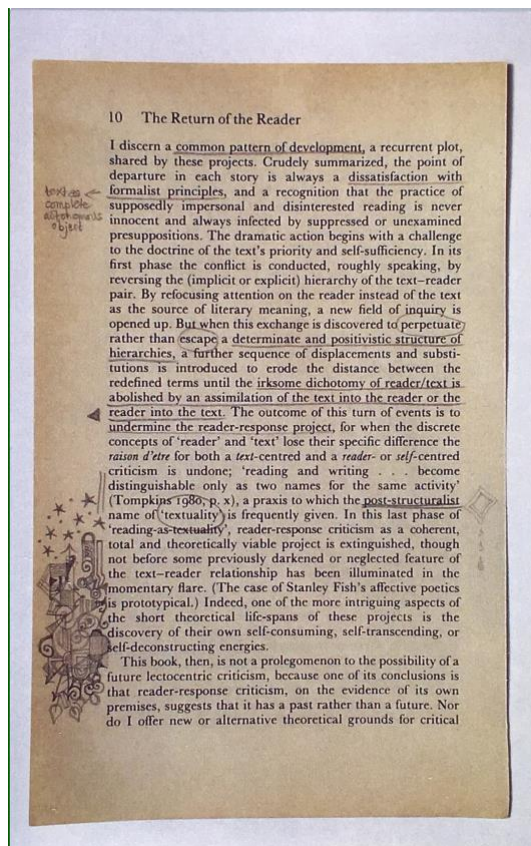 10 The Return of the Reader
I discern a common pattern of development, a recurrent plot,
shared by these projects. Crudely summarized, the point of
departure in each story is always a dissatisfaction with
formalist principles, and a recognition that the practice of
supposedly impersonal and disinterested reading is never
innocent and always infected by suppressed or unexamined
presuppositions. The dramatic action begins with a challenge
to the doctrine of the text's priority and self-sufficiency. In its
first phase the conflict is conducted, roughly speaking, by
reversing the (implicit or explicit) hierarchy of the text–reader
pair. By refocusing attention on the reader instead of the text
as the source of literary meaning, a new field of inquiry is
opened up. But when this exchange is discovered to perpetuate
rather than escape a determinate and positivistic structure of
hierarchies, a further sequence of displacements and substi-
tutions is introduced to erode the distance between the
redefined terms until the irksome dichotomy of reader/text is
abolished by an assimilation of the text into the reader or the
reader into the text. The outcome of this turn of events is to
undermine the reader-response project, for when the discrete
concepts of 'reader' and 'text' lose their specific difference the
raison d'etre for both a text-centred and a reader- or self-centred
criticism is undone; 'reading and writing . . . become
distinguishable only as two names for the same activity'
(Tompkins 1980, p. x), a praxis to which the post-structuralist
name of 'textuality' is frequently given. In this last phase of
'reading-as-textuality', reader-response criticism as a coherent,
total and theoretically viable project is extinguished, though
not before some previously darkened or neglected feature of
the text–reader relationship has been illuminated in the
momentary flare. (The case of Stanley Fish's affective poetics
is prototypical.) Indeed, one of the more intriguing aspects of
the short theoretical life-spans of these projects is the
discovery of their own self-consuming, self-transcending, or
self-deconstructing energies.
This book, then, is not a prolegomenon to the possibility of a
future lectocentric criticism, because one of its conclusions is
that reader-response criticism, on the evidence of its own
premises, suggests that it has a past rather than a future. Nor
do I offer new or alternative theoretical grounds for critical
text as
complete
autonomous
object